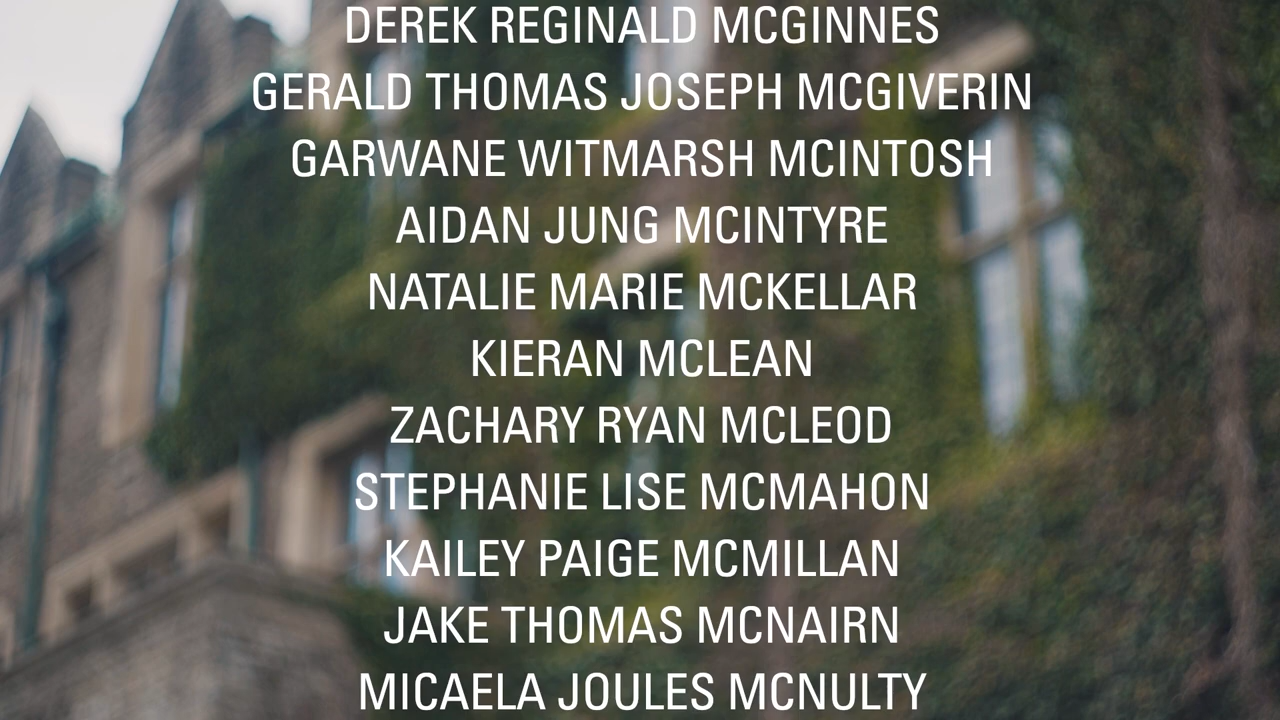 DEREK REGINALD MCGINNES
GERALD THOMAS JOSEPH MCGIVERIN
GARWANE WITMARSH MCINTOSH
AIDAN JUNG MCINTYRE
NATALIE MARIE MCKELLAR
KIERAN MCLEAN
ZACHARY RYAN MCLEOD
STEPHANIE LISE MCMAHON
KAILEY PAIGE MCMILLAN
JAKE THOMAS MCNAIRN
MICAELA JOULES MCNULTY